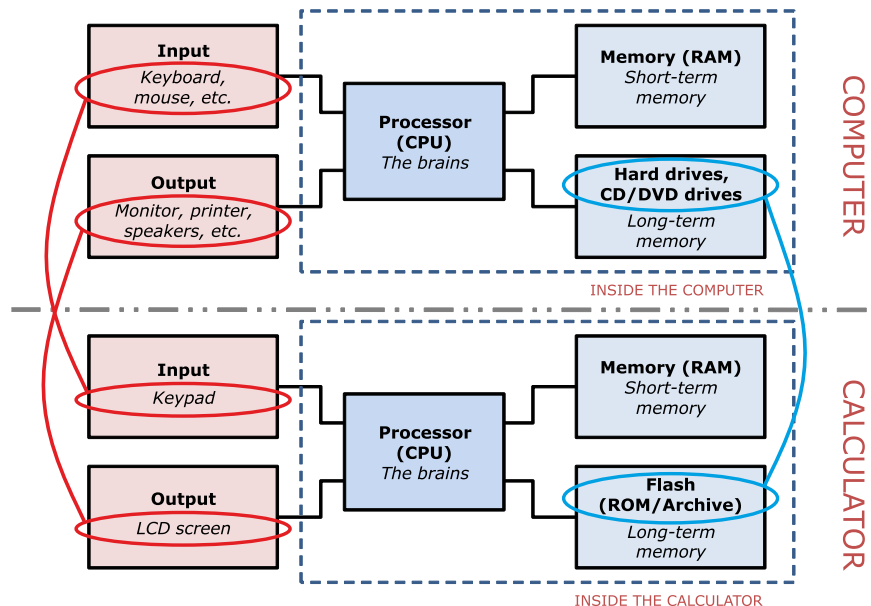 Input
Keyboard,
mouse, etc.
Output
Monitor, printer,
speakers, etc.
Processor
(CPU)
The brains
Memory (RAM)
Short-term
memory
Hard drives,
CD/DVD drives
Long-term
memory
INSIDE THE COMPUTER
COMPUTER
Input
Keypad
Output
LCD screen
Processor
(CPU)
The brains
Memory (RAM)
Short-term
memory
Flash
(ROM/Archive)
Long-term
memory
INSIDE THE CALCULATOR
CALCULATOR